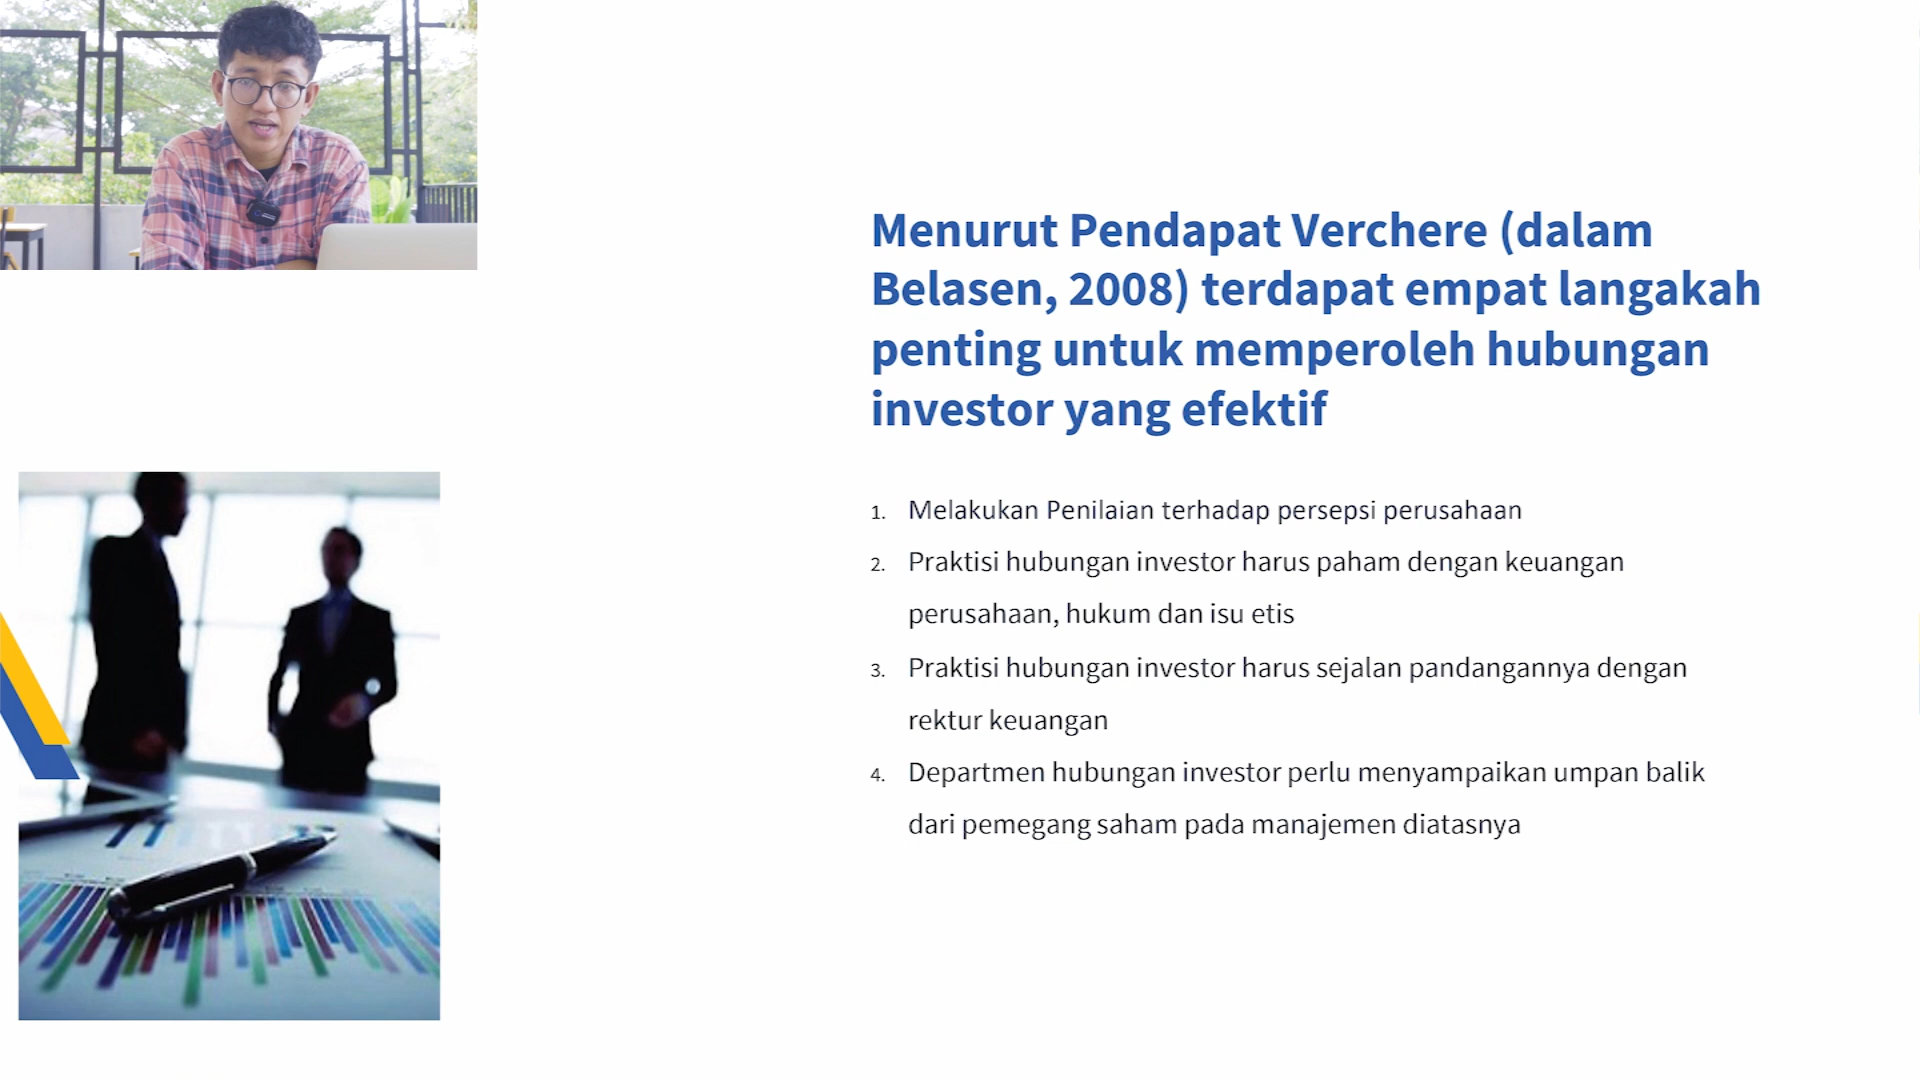 Menurut Pendapat Verchere (dalam
Belasen, 2008) terdapat empat langakah
penting untuk memperoleh hubungan
investor yang efektif
1. Melakukan Penilaian terhadap persepsi perusahaan
2. Praktisi hubungan investor harus paham dengan keuangan
perusahaan, hukum dan isu etis
3. Praktisi hubungan investor harus sejalan pandangannya dengan
rektur keuangan
4. Departmen hubungan investor perlu menyampaikan umpan balik
dari pemegang saham pada manajemen diatasnya